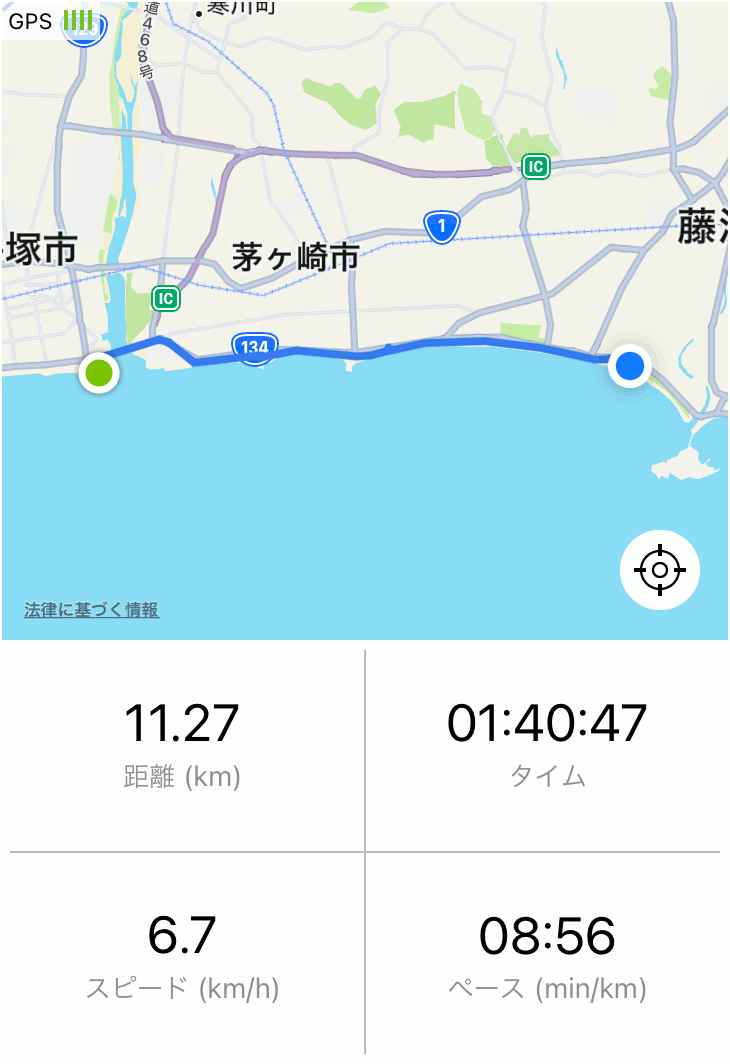 GPS
道468号
寒川町
IC
1
藤
塚市
茅ヶ崎市
IC
134
法律に基づく情報
11.27
距離 (km)
01:40:47
タイム
6.7
スピード (km/h)
08:56
ペース (min/km)